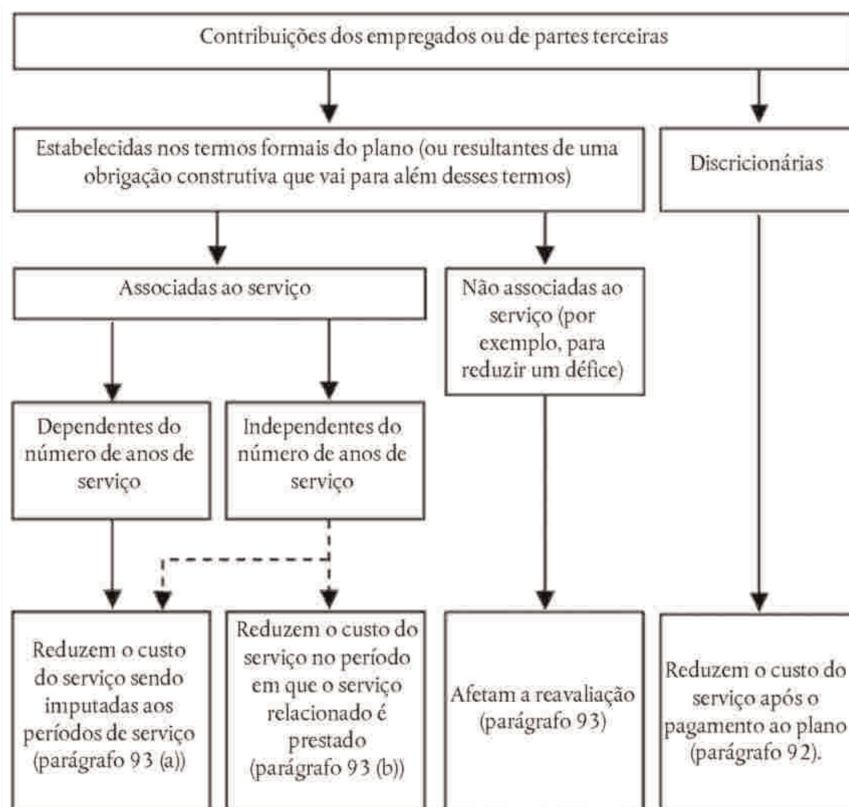 Contribuições dos empregados ou de partes terceiras
Estabelecidas nos termos formais do plano (ou resultantes de uma
obrigação construtiva que vai para além desses termos)
Discricionárias
Associadas ao serviço
Não associadas ao
serviço (por
exemplo, para
reduzir um défice)
Dependentes do
número de anos de
serviço
Independentes do
número de anos de
serviço
Reduzem o custo
do serviço sendo
imputadas aos
períodos de serviço
(parágrafo 93 (a))
Reduzem o custo do
serviço no período
em que o serviço
relacionado é
prestado
(parágrafo 93 (b))
Afetam a reavaliação
(parágrafo 93)
Reduzem o custo do
serviço após o
pagamento ao plano
(parágrafo 92).